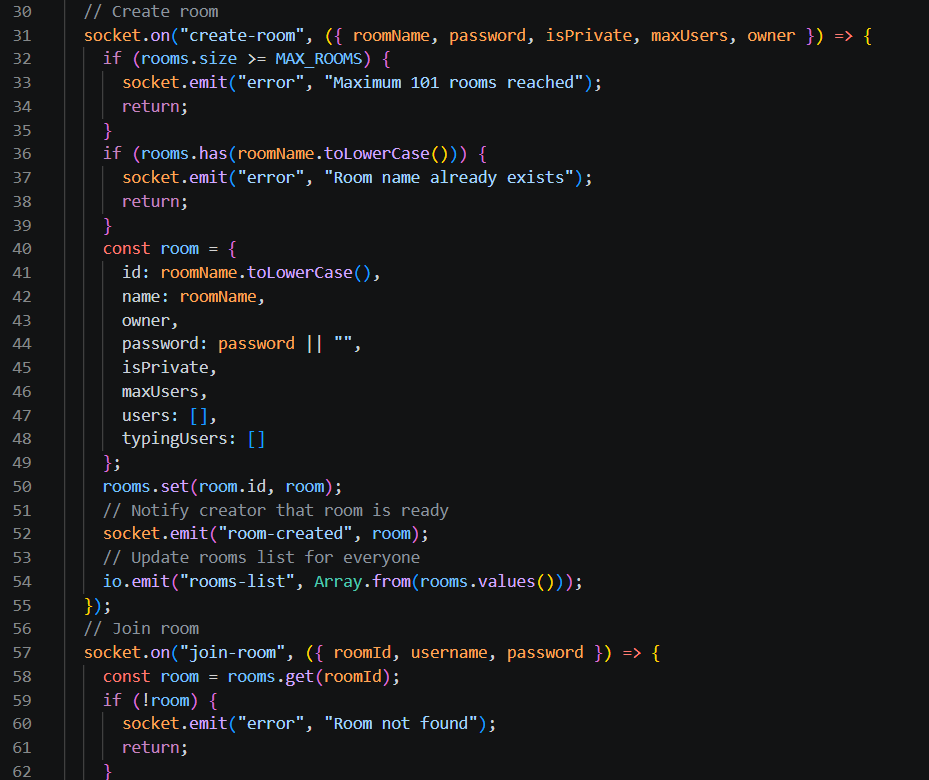 30 // Create room
31 socket.on("create-room", ({ roomName, password, isPrivate, maxUsers, owner }) => {
32 if (rooms.size >= MAX_ROOMS) {
33 socket.emit("error", "Maximum 101 rooms reached");
34 return;
35 }
36 if (rooms.has(roomName.toLowerCase())) {
37 socket.emit("error", "Room name already exists");
38 return;
39 }
40 const room = {
41 id: roomName.toLowerCase(),
42 name: roomName,
43 owner,
44 password: password || "",
45 isPrivate,
46 maxUsers,
47 users: [],
48 typingUsers: []
49 };
50 rooms.set(room.id, room);
51 // Notify creator that room is ready
52 socket.emit("room-created", room);
53 // Update rooms list for everyone
54 io.emit("rooms-list", Array.from(rooms.values()));
55 });
56 // Join room
57 socket.on("join-room", ({ roomId, username, password }) => {
58 const room = rooms.get(roomId);
59 if (!room) {
60 socket.emit("error", "Room not found");
61 return;
62 }